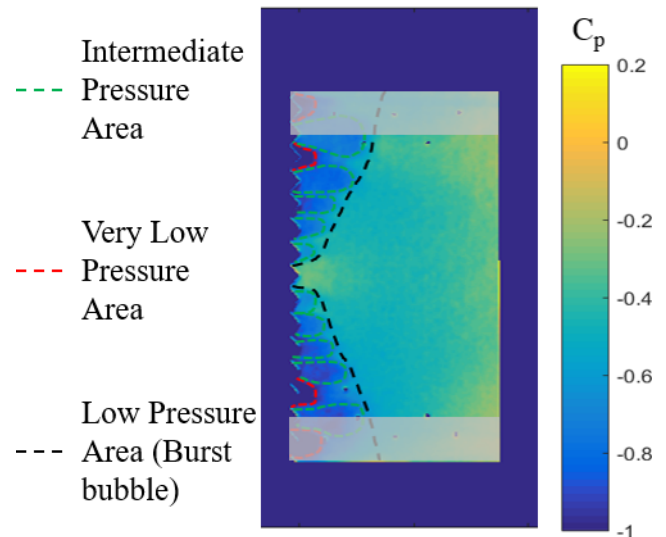 Intermediate
Pressure
Area
Very Low
Pressure
Area
Low Pressure
Area (Burst
bubble)
C_p
0.2
0
-0.2
-0.4
-0.6
-0.8
-1